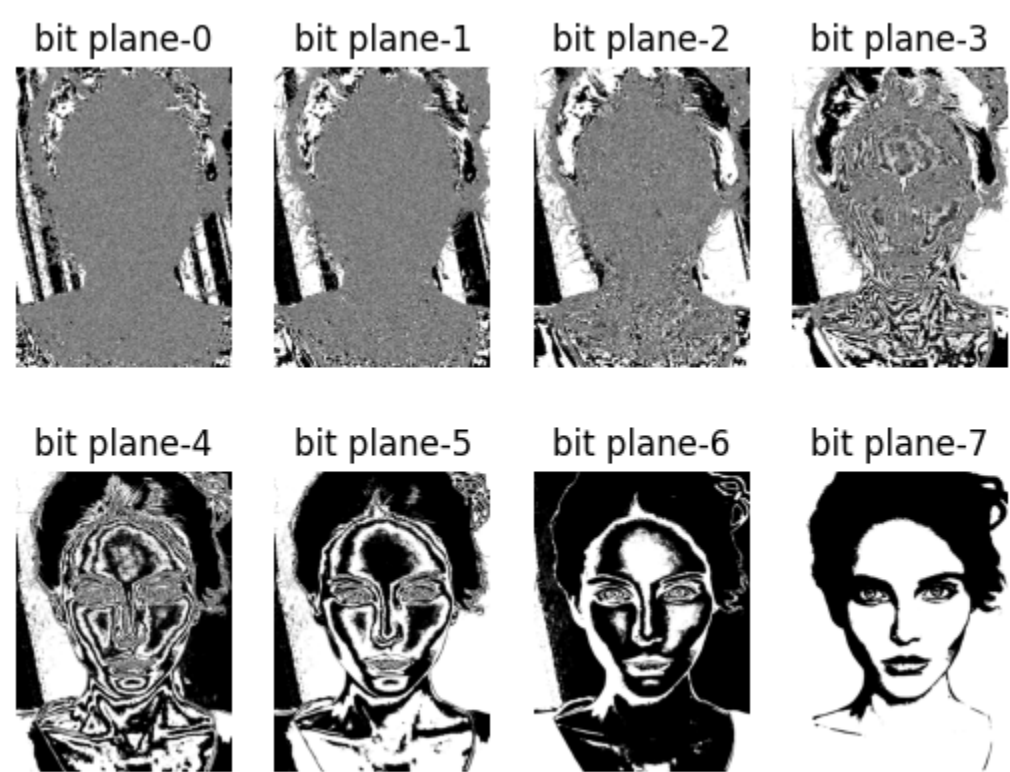 bit plane-0
bit plane-1
bit plane-2
bit plane-3
bit plane-4
bit plane-5
bit plane-6
bit plane-7